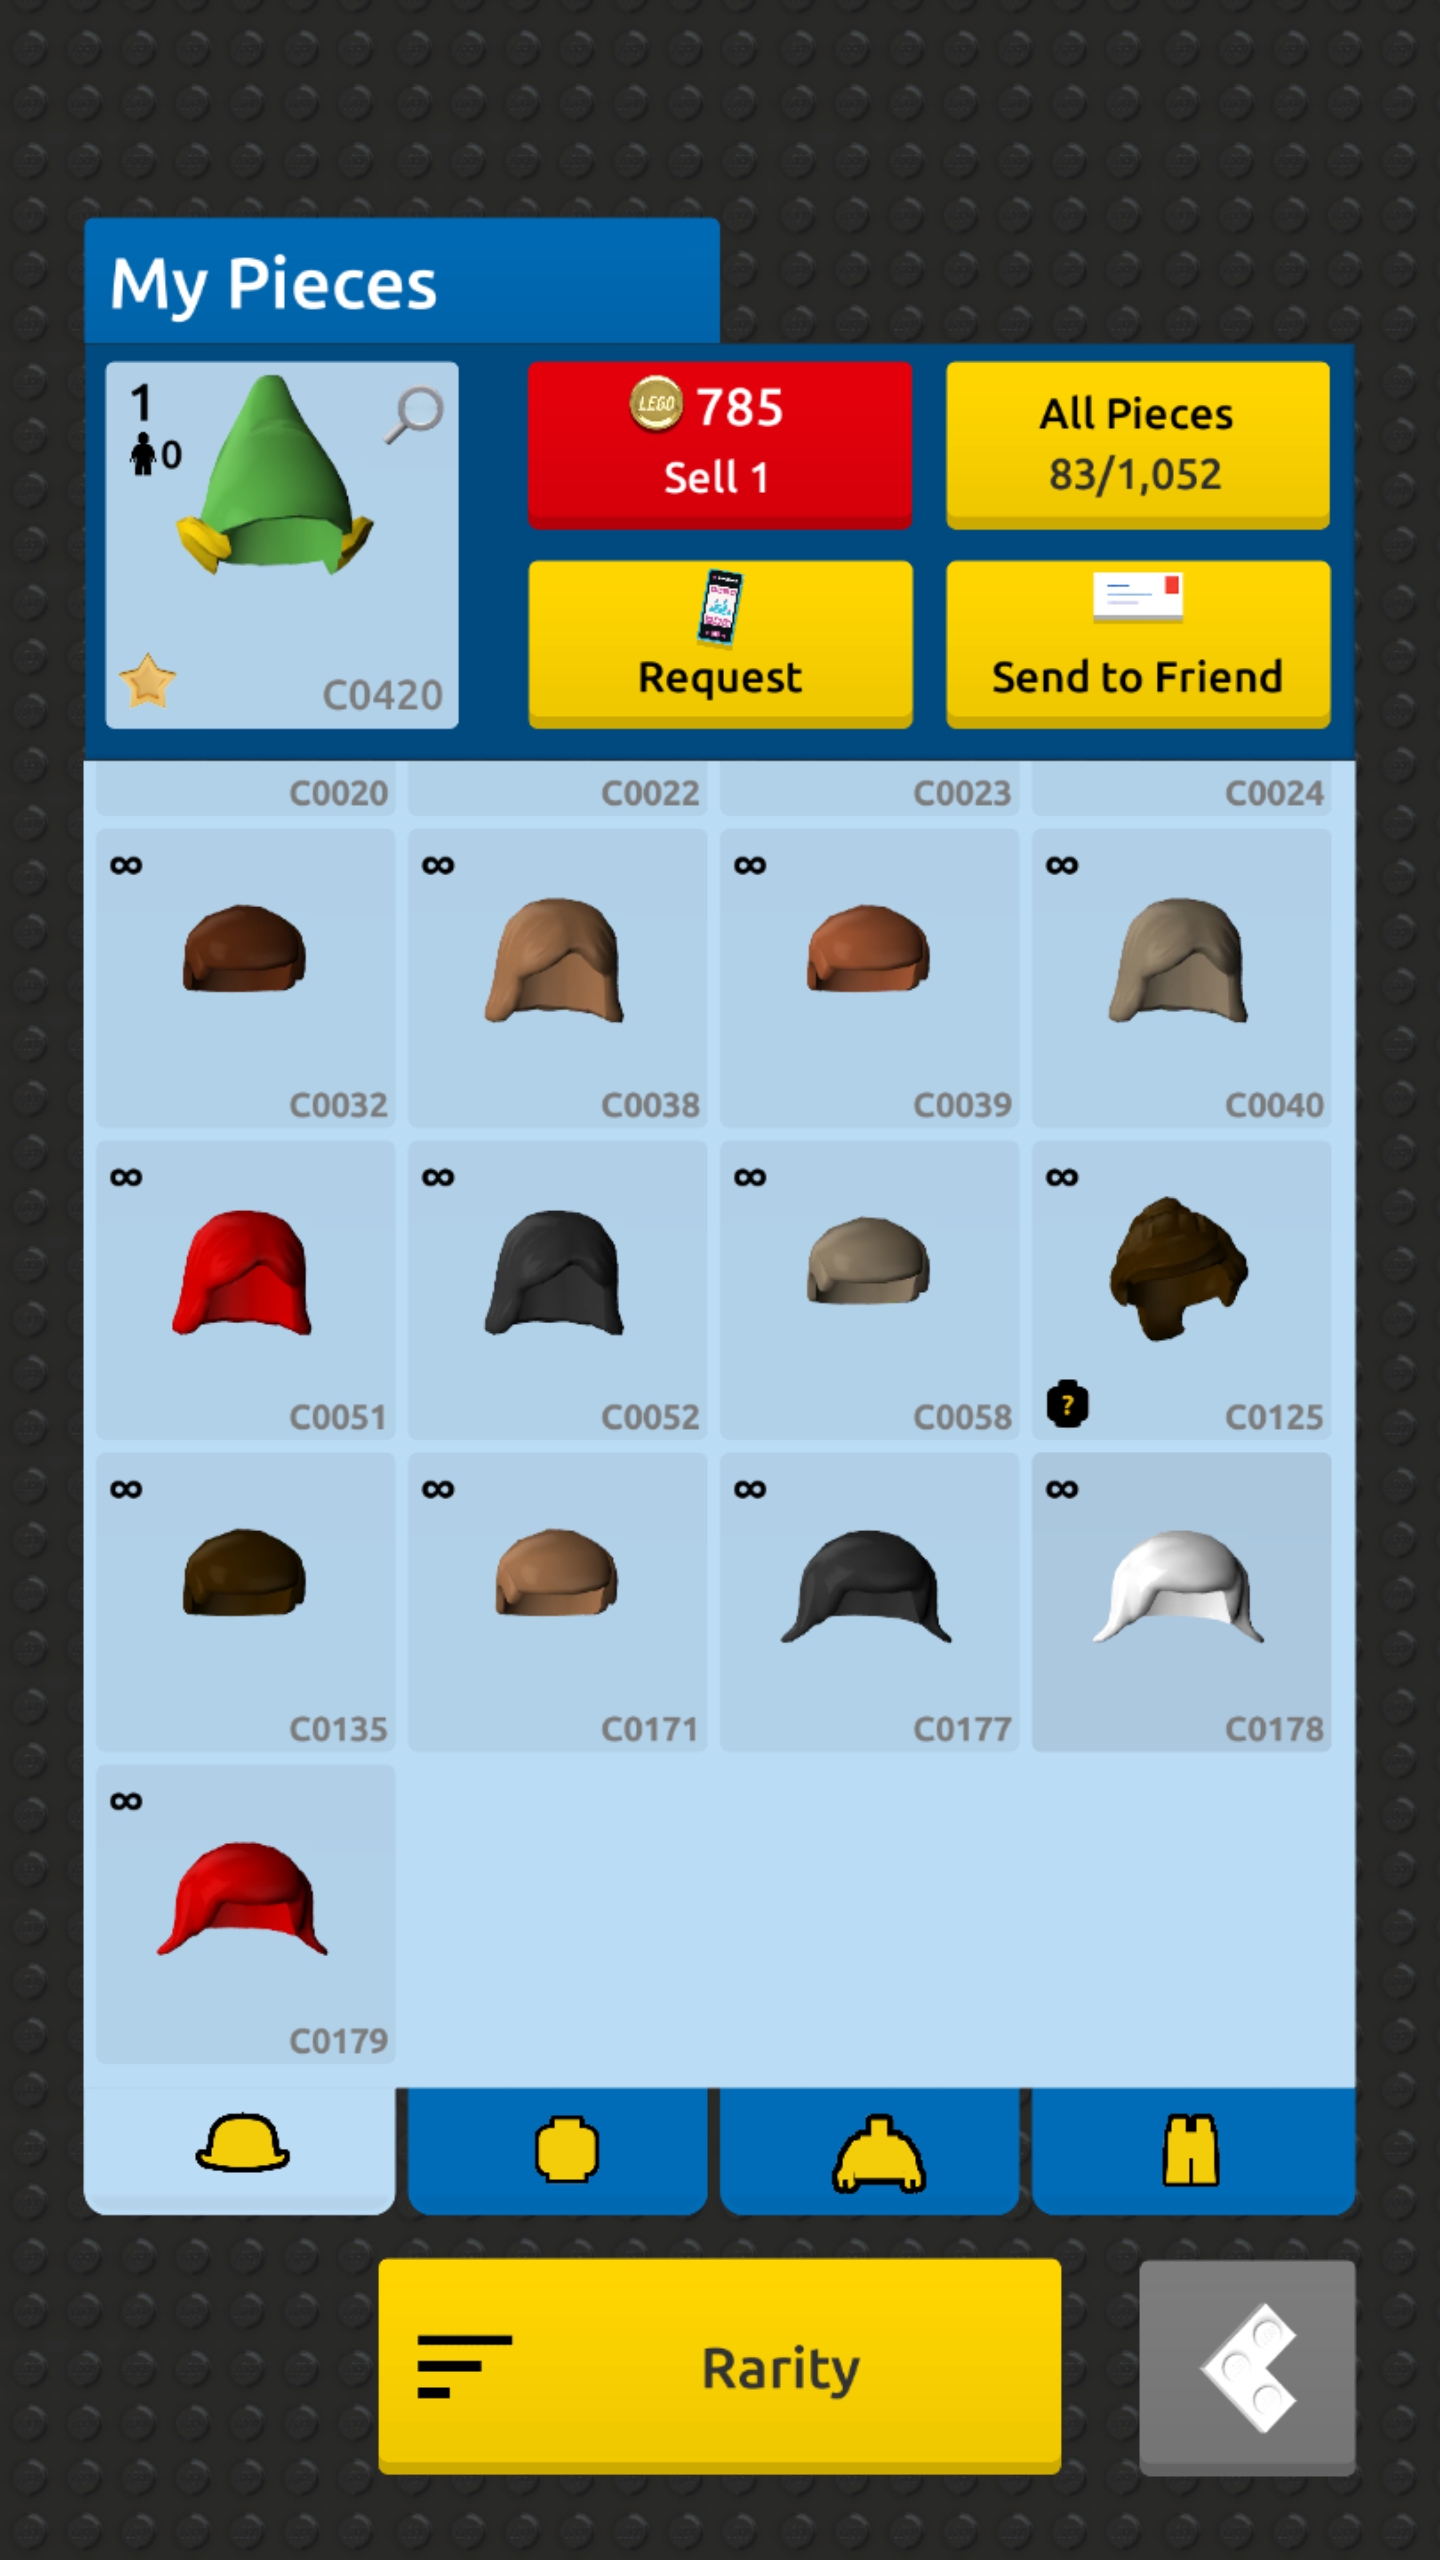 My Pieces
1
0
C0420
LEGO 785
Sell 1
All Pieces
83/1,052
Request
Send to Friend
C0020 C0022 C0023 C0024
∞ ∞ ∞ ∞
C0032 C0038 C0039 C0040
∞ ∞ ∞ ∞
?
C0051 C0052 C0058 C0125
∞ ∞ ∞ ∞
C0135 C0171 C0177 C0178
∞
C0179
Rarity